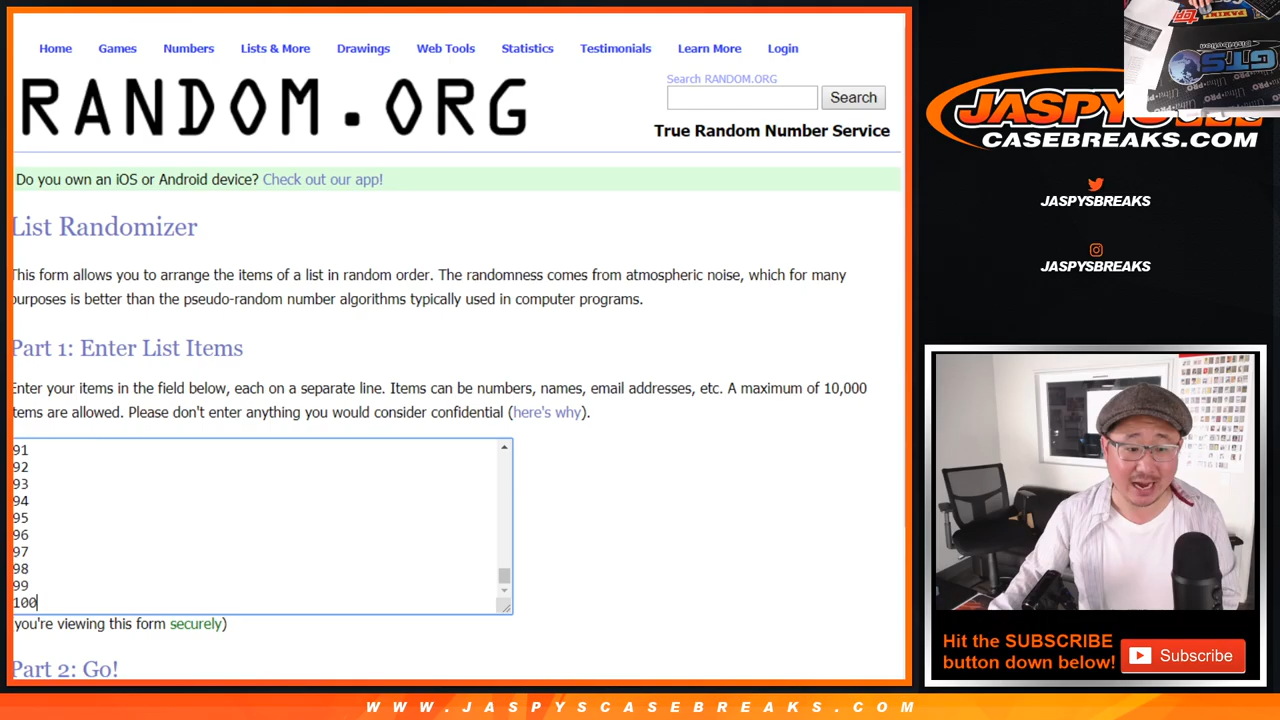 Home Games Numbers Lists & More Drawings Web Tools Statistics Testimonials Learn More Login
RANDOM.ORG
Search RANDOM.ORG
Search
True Random Number Service
Do you own an iOS or Android device? Check out our app!
List Randomizer
This form allows you to arrange the items of a list in random order. The randomness comes from atmospheric noise, which for many
purposes is better than the pseudo-random number algorithms typically used in computer programs.
Part 1: Enter List Items
Enter your items in the field below, each on a separate line. Items can be numbers, names, email addresses, etc. A maximum of 10,000
items are allowed. Please don't enter anything you would consider confidential (here's why).
91
92
93
94
95
96
97
98
99
100
you're viewing this form securely)
Part 2: Go!
GTS
CASEBREAKS.COM
JASPYSBREAKS
JASPYSBREAKS
Hit the SUBSCRIBE
button down below!
Subscribe
WWW.JASPYSCASEBREAKS.COM